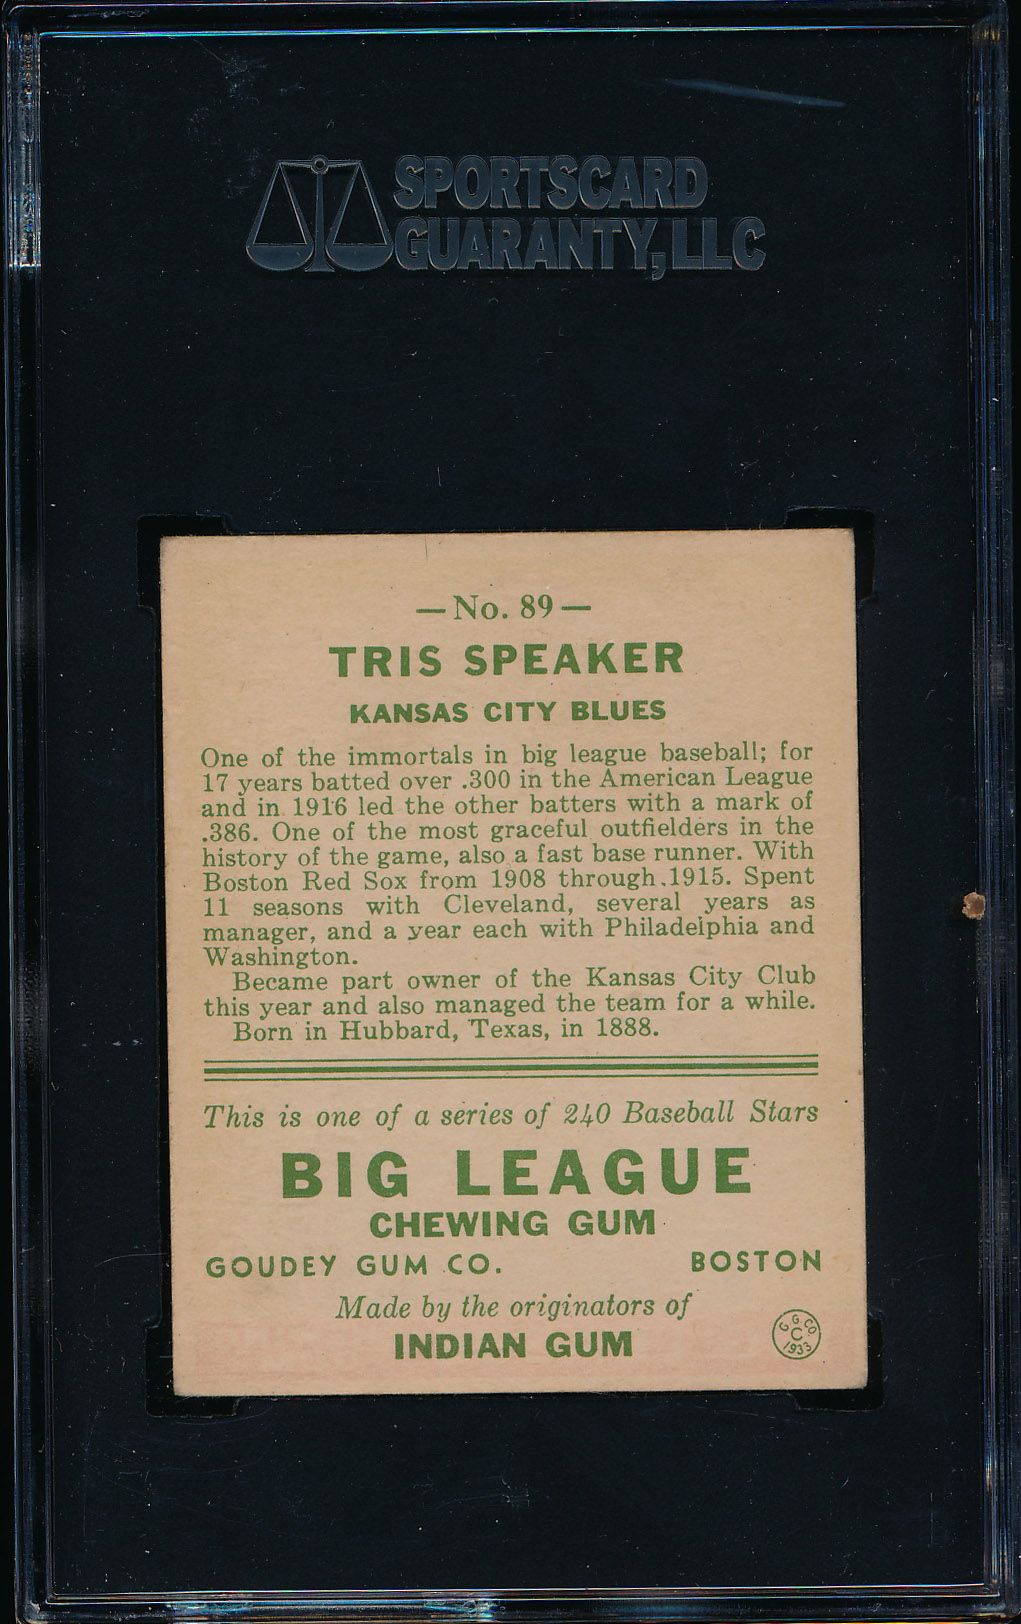 SPORTSCARD
GUARANTY, LLC
— No. 89 —
TRIS SPEAKER
KANSAS CITY BLUES
One of the immortals in big league baseball; for
17 years batted over .300 in the American League
and in 1916 led the other batters with a mark of
.386. One of the most graceful outfielders in the
history of the game, also a fast base runner. With
Boston Red Sox from 1908 through 1915. Spent
11 seasons with Cleveland, several years as
manager, and a year each with Philadelphia and
Washington.
Became part owner of the Kansas City Club
this year and also managed the team for a while.
Born in Hubbard, Texas, in 1888.
This is one of a series of 240 Baseball Stars
BIG LEAGUE
CHEWING GUM
GOUDEY GUM CO. BOSTON
Made by the originators of
INDIAN GUM
G. G. CO.
C
1933